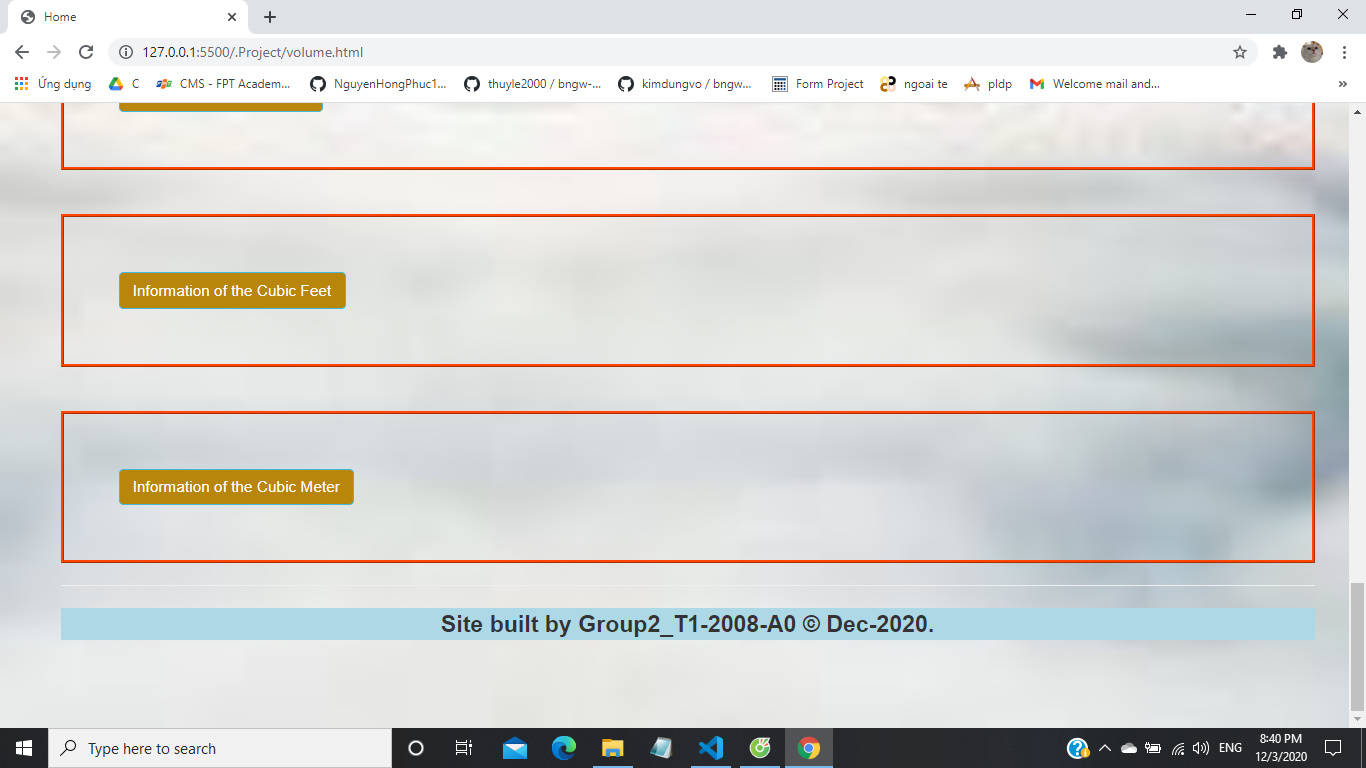 Home
127.0.0.1:5500/.Project/volume.html
Ứng dụng
C
CMS - FPT Academ...
NguyenHongPhuc1...
thuyle2000 / bngw-...
kimdungvo / bngw...
Form Project
ngoai te
pldp
Welcome mail and...
»
Information of the Cubic Feet
Information of the Cubic Meter
Site built by Group2_T1-2008-A0 © Dec-2020.
Type here to search
ENG
8:40 PM
12/3/2020